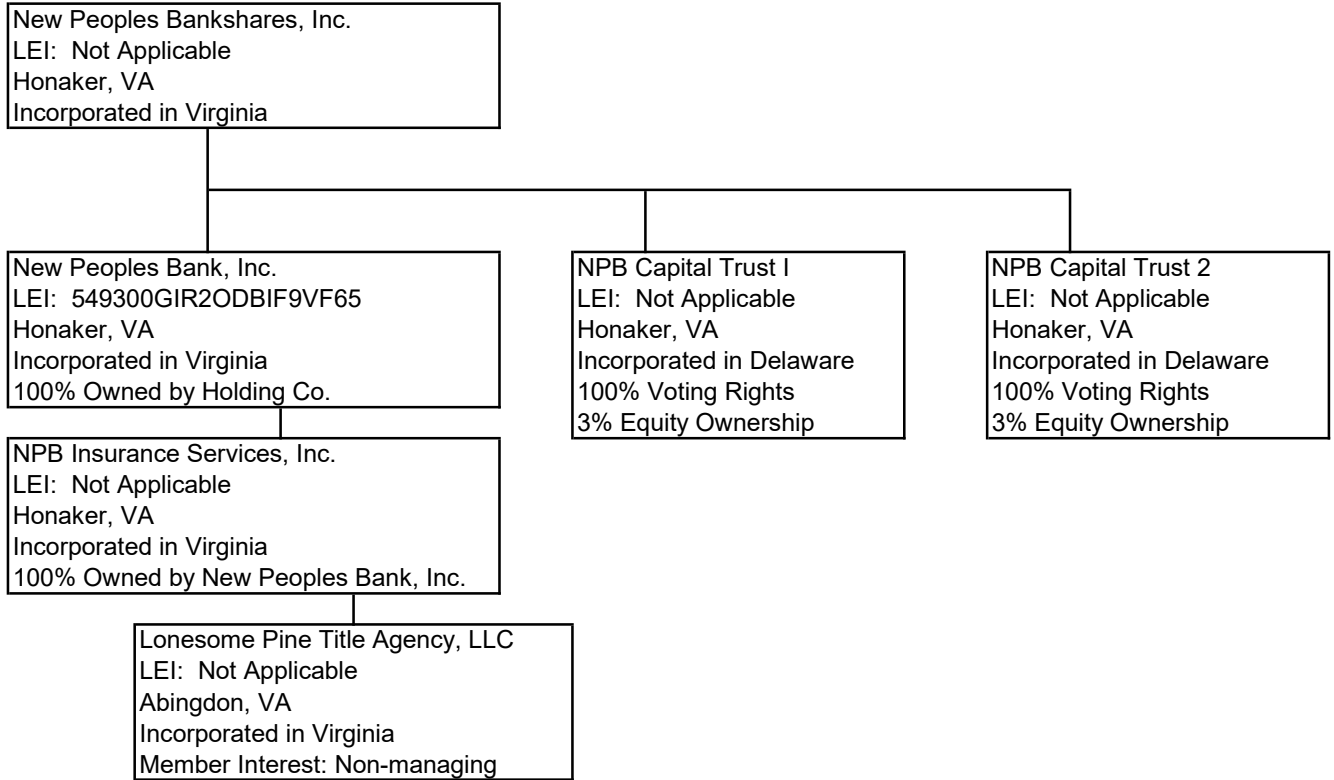 New Peoples Bankshares, Inc.
LEI:  Not Applicable
Honaker, VA
Incorporated in Virginia
New Peoples Bank, Inc.
LEI:  549300GIR2ODBIF9VF65
Honaker, VA
Incorporated in Virginia
100% Owned by Holding Co.
NPB Capital Trust I
LEI:  Not Applicable
Honaker, VA
Incorporated in Delaware
100% Voting Rights
3% Equity Ownership
NPB Capital Trust 2
LEI:  Not Applicable
Honaker, VA
Incorporated in Delaware
100% Voting Rights
3% Equity Ownership
NPB Insurance Services, Inc.
LEI:  Not Applicable
Honaker, VA
Incorporated in Virginia
100% Owned by New Peoples Bank, Inc.
Lonesome Pine Title Agency, LLC
LEI:  Not Applicable
Abingdon, VA
Incorporated in Virginia
Member Interest: Non-managing